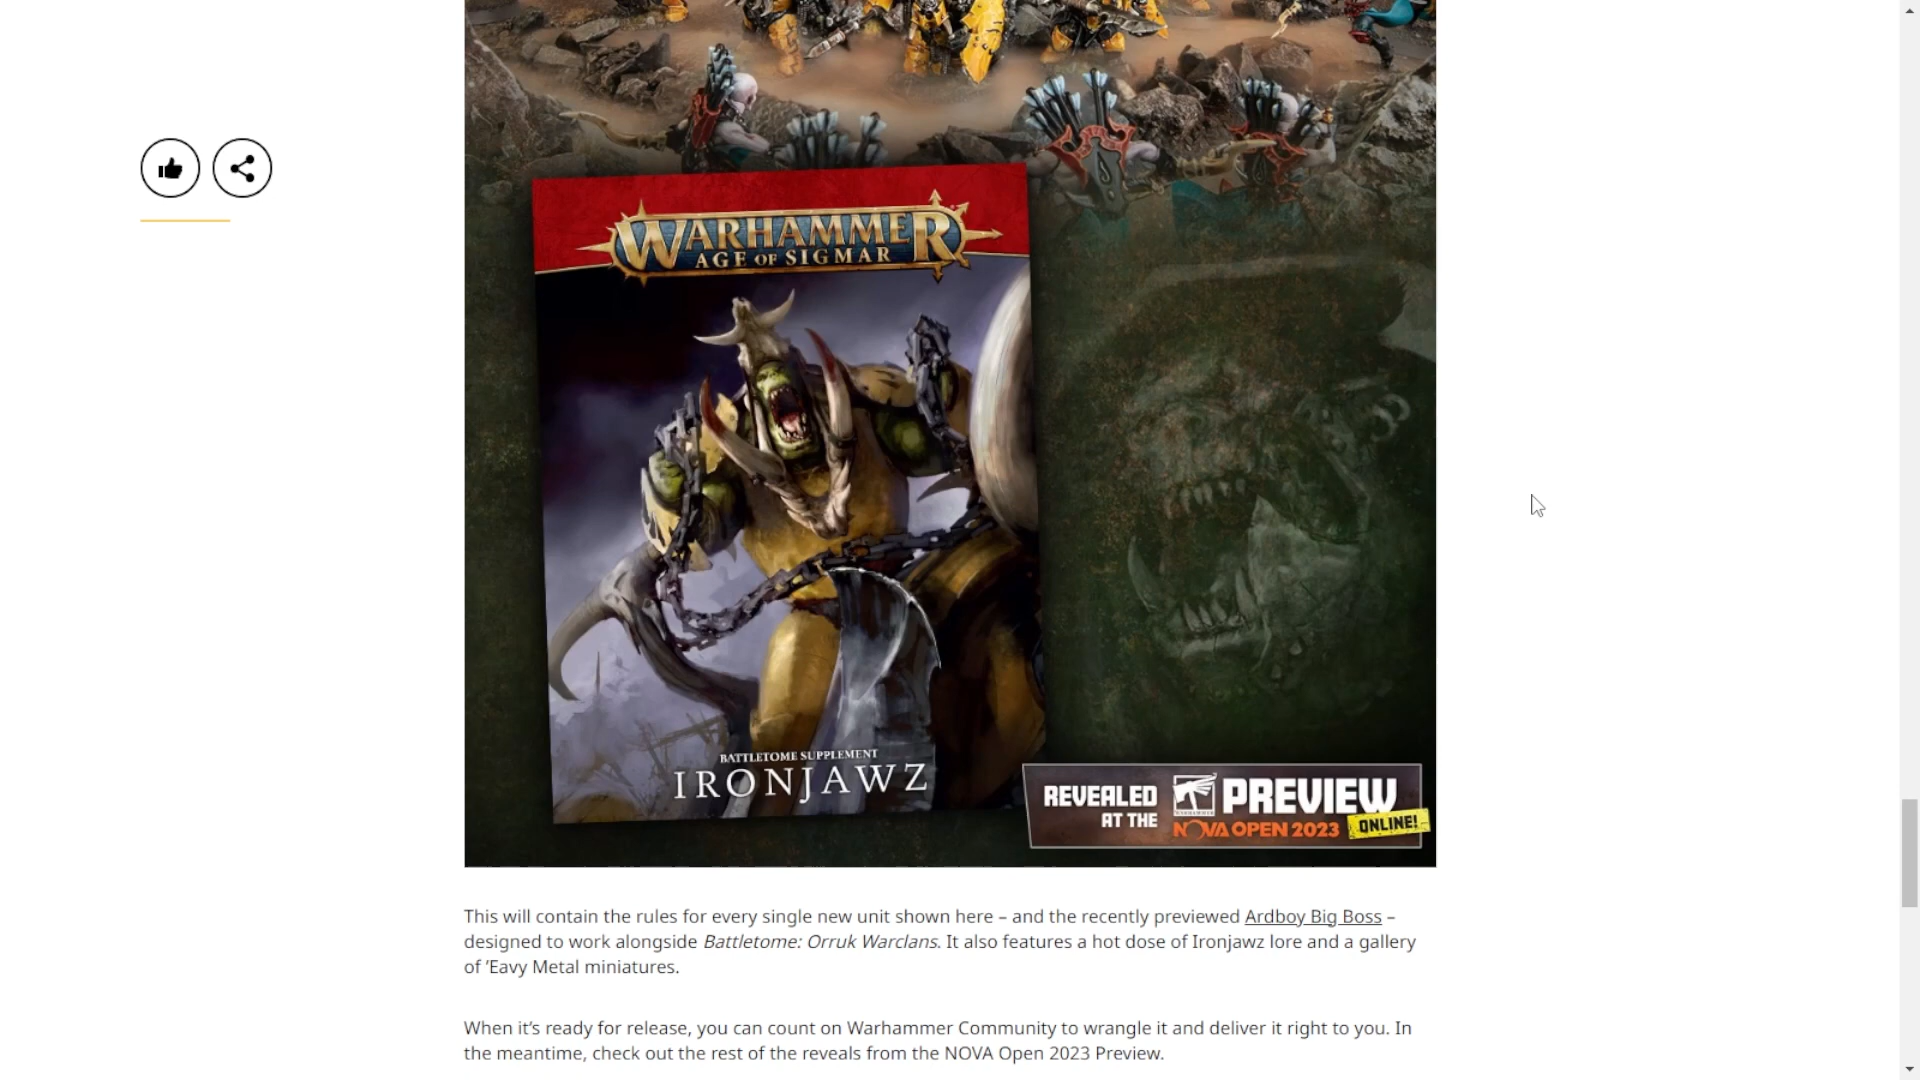 WARHAMMER
AGE OF SIGMAR
BATTLETOME SUPPLEMENT
IRONJAWZ
REVEALED
AT THE
WARHAMMER
PREVIEW
NOVA OPEN 2023
ONLINE!
This will contain the rules for every single new unit shown here – and the recently previewed Ardboy Big Boss –
designed to work alongside Battletome: Orruk Warclans. It also features a hot dose of Ironjawz lore and a gallery
of ’Eavy Metal miniatures.
When it’s ready for release, you can count on Warhammer Community to wrangle it and deliver it right to you. In
the meantime, check out the rest of the reveals from the NOVA Open 2023 Preview.